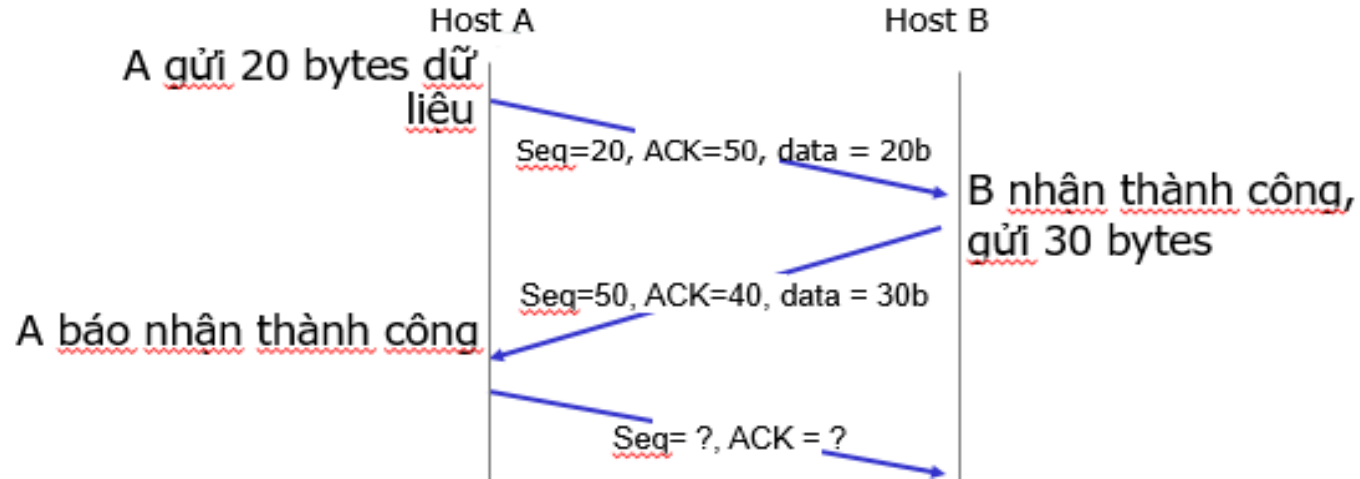 Host A
Host B
A gửi 20 bytes dữ
liệu
Seq=20, ACK=50, data = 20b
B nhận thành công,
gửi 30 bytes
Seq=50, ACK=40, data = 30b
A báo nhận thành công
Seq= ?, ACK = ?